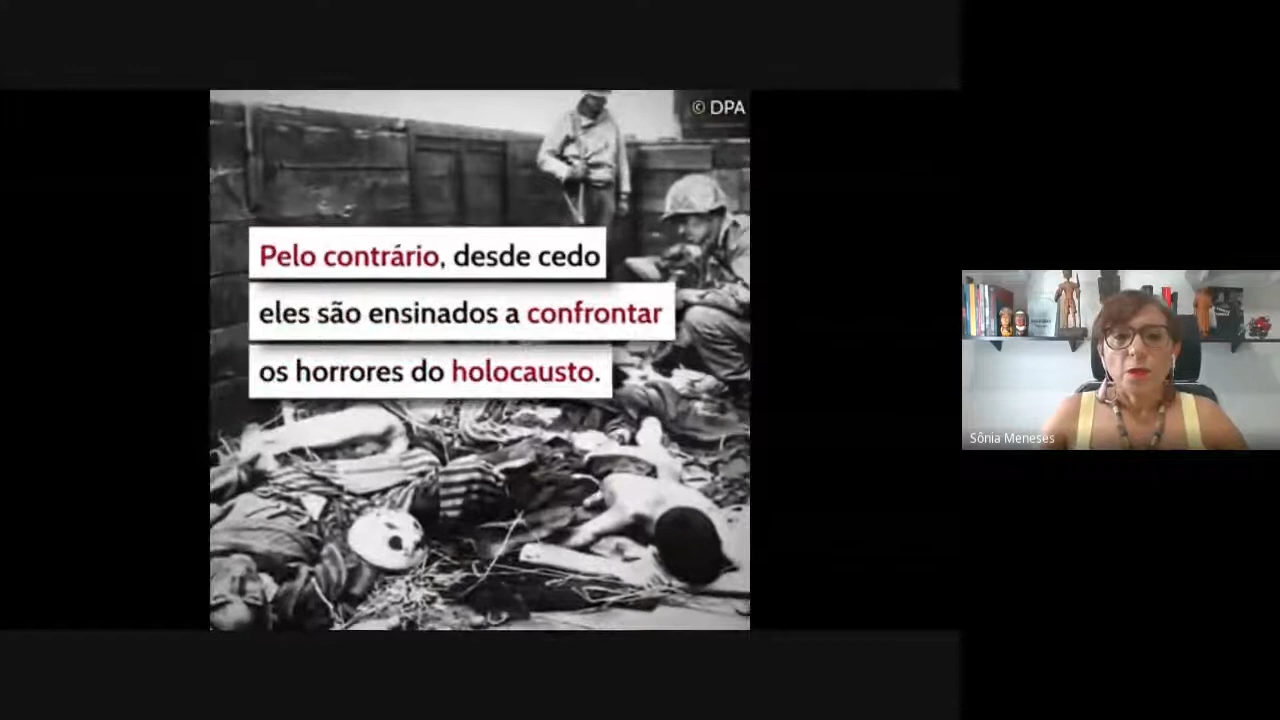 © DPA
Pelo contrário, desde cedo
eles são ensinados a confrontar
os horrores do holocausto.
Sônia Meneses